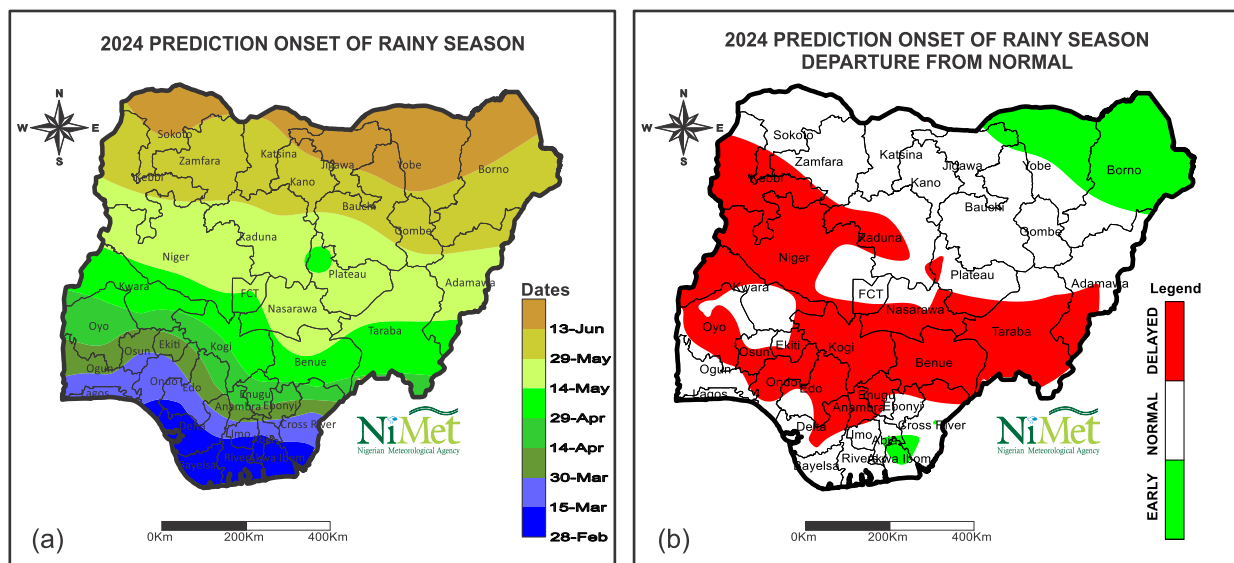 2024 PREDICTION ONSET OF RAINY SEASON
N
W E
S
Sokoto
Zamfara
Katsina
Jigawa
Yobe
Borno
Kebbi
Kano
Bauchi
Gombe
Kaduna
Niger
Plateau
Adamawa
Kwara
FCT
Nasarawa
Oyo
Taraba
Ekiti
Osun
Kogi
Benue
Ogun
Ondo
Edo
Enugu
Lagos
Anambra
Ebonyi
Delta
Cross River
Imo
Abia
Rivers
Akwa Ibom
Bayelsa
Dates
13-Jun
29-May
14-May
29-Apr
14-Apr
30-Mar
15-Mar
28-Feb
NiMet
Nigerian Meteorological Agency
(a)
0Km 200Km 400Km
2024 PREDICTION ONSET OF RAINY SEASON
DEPARTURE FROM NORMAL
N
W E
S
Sokoto
Zamfara
Katsina
Jigawa
Yobe
Borno
Kebbi
Kano
Bauchi
Gombe
Kaduna
Niger
Plateau
Adamawa
Kwara
FCT
Nasarawa
Oyo
Taraba
Ekiti
Osun
Kogi
Benue
Ogun
Ondo
Edo
Enugu
Lagos
Anambra
Ebonyi
Delta
Cross River
Imo
Abia
Rivers
Akwa Ibom
Bayelsa
Legend
DELAYED
NORMAL
EARLY
NiMet
Nigerian Meteorological Agency
(b)
0Km 200Km 400Km